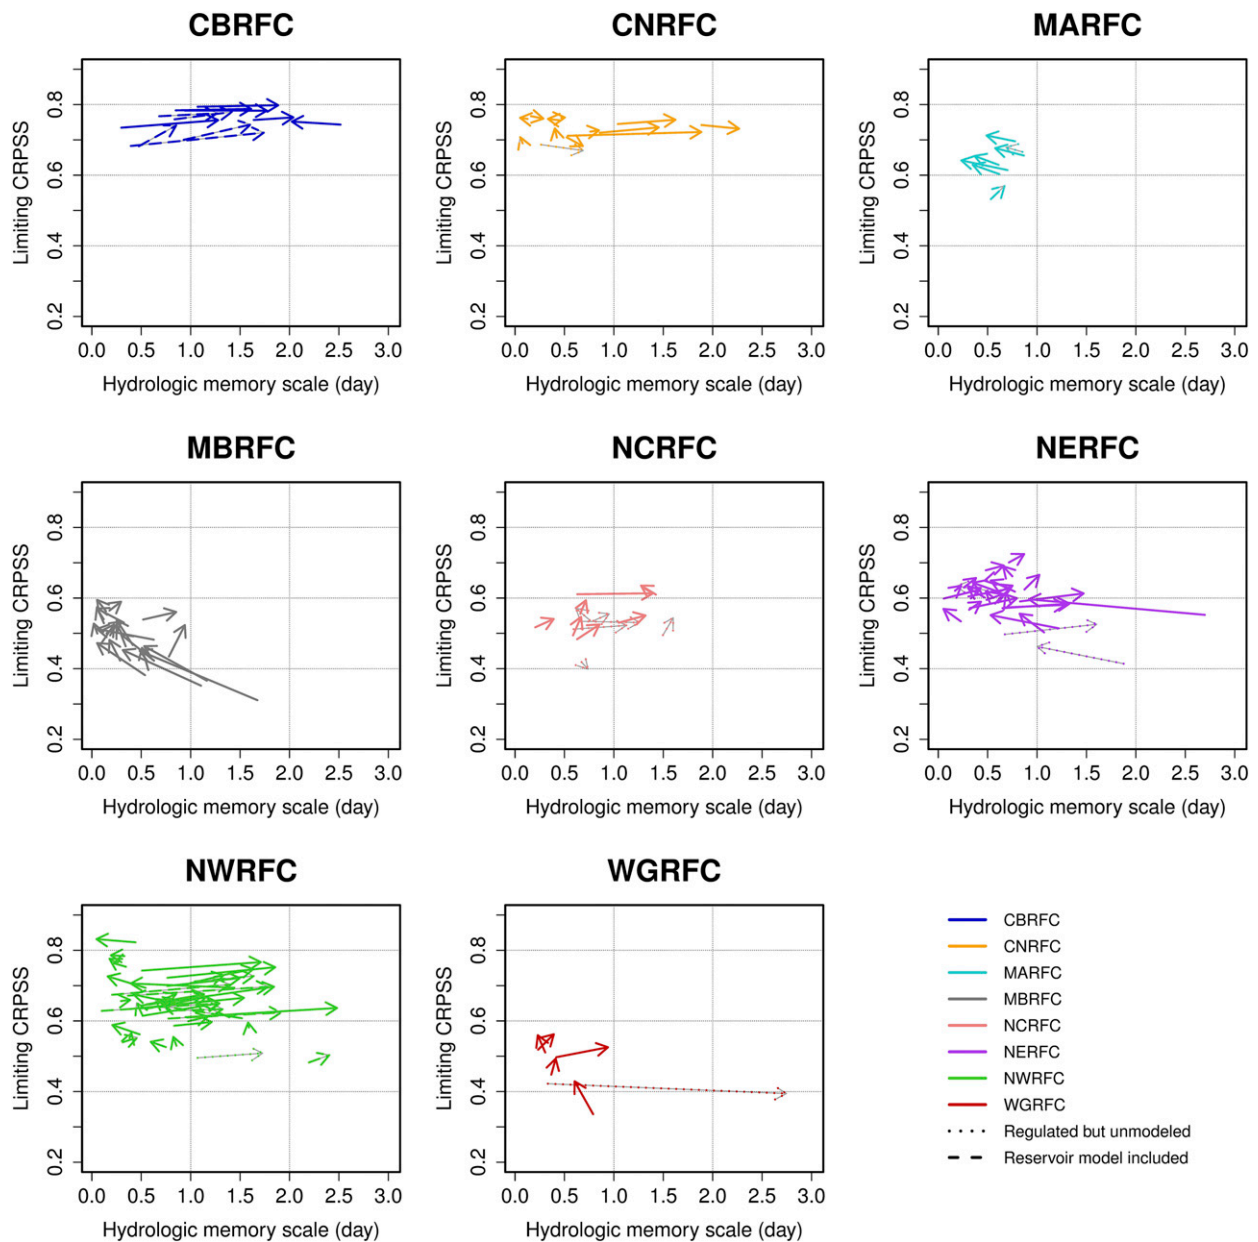 CBRFC
CNRFC
MARFC
Limiting CRPSS
0.2 0.4 0.6 0.8
0.0 0.5 1.0 1.5 2.0 2.5 3.0
Hydrologic memory scale (day)
Limiting CRPSS
0.2 0.4 0.6 0.8
0.0 0.5 1.0 1.5 2.0 2.5 3.0
Hydrologic memory scale (day)
Limiting CRPSS
0.2 0.4 0.6 0.8
0.0 0.5 1.0 1.5 2.0 2.5 3.0
Hydrologic memory scale (day)
MBRFC
NCRFC
NERFC
Limiting CRPSS
0.2 0.4 0.6 0.8
0.0 0.5 1.0 1.5 2.0 2.5 3.0
Hydrologic memory scale (day)
Limiting CRPSS
0.2 0.4 0.6 0.8
0.0 0.5 1.0 1.5 2.0 2.5 3.0
Hydrologic memory scale (day)
Limiting CRPSS
0.2 0.4 0.6 0.8
0.0 0.5 1.0 1.5 2.0 2.5 3.0
Hydrologic memory scale (day)
NWRFC
WGRFC
Limiting CRPSS
0.2 0.4 0.6 0.8
0.0 0.5 1.0 1.5 2.0 2.5 3.0
Hydrologic memory scale (day)
Limiting CRPSS
0.2 0.4 0.6 0.8
0.0 0.5 1.0 1.5 2.0 2.5 3.0
Hydrologic memory scale (day)
CBRFC
CNRFC
MARFC
MBRFC
NCRFC
NERFC
NWRFC
WGRFC
Regulated but unmodeled
Reservoir model included